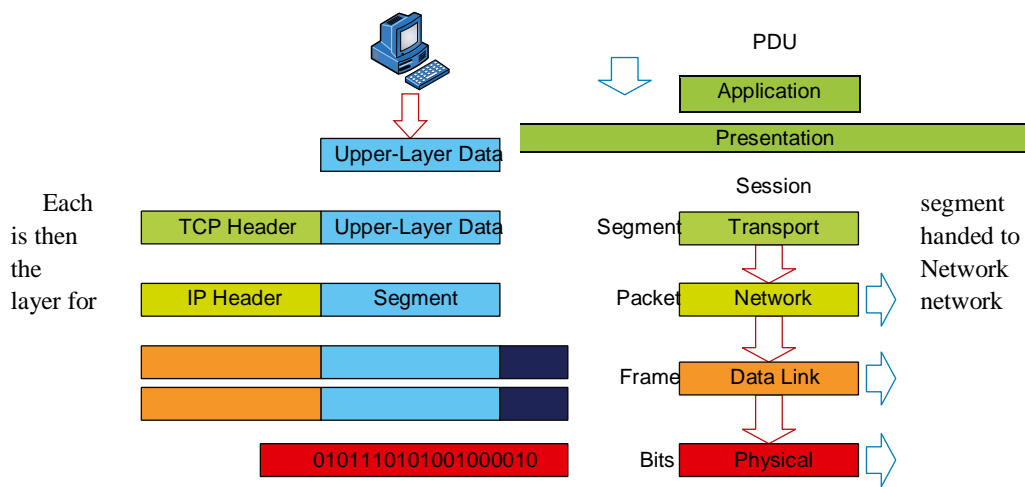 PDU
Application
Presentation
Upper-Layer Data
Session
Each segment
TCP Header Upper-Layer Data Segment Transport
is then handed to
the Network
layer for network
IP Header Segment Packet Network
Frame Data Link
0101110101001000010 Bits Physical